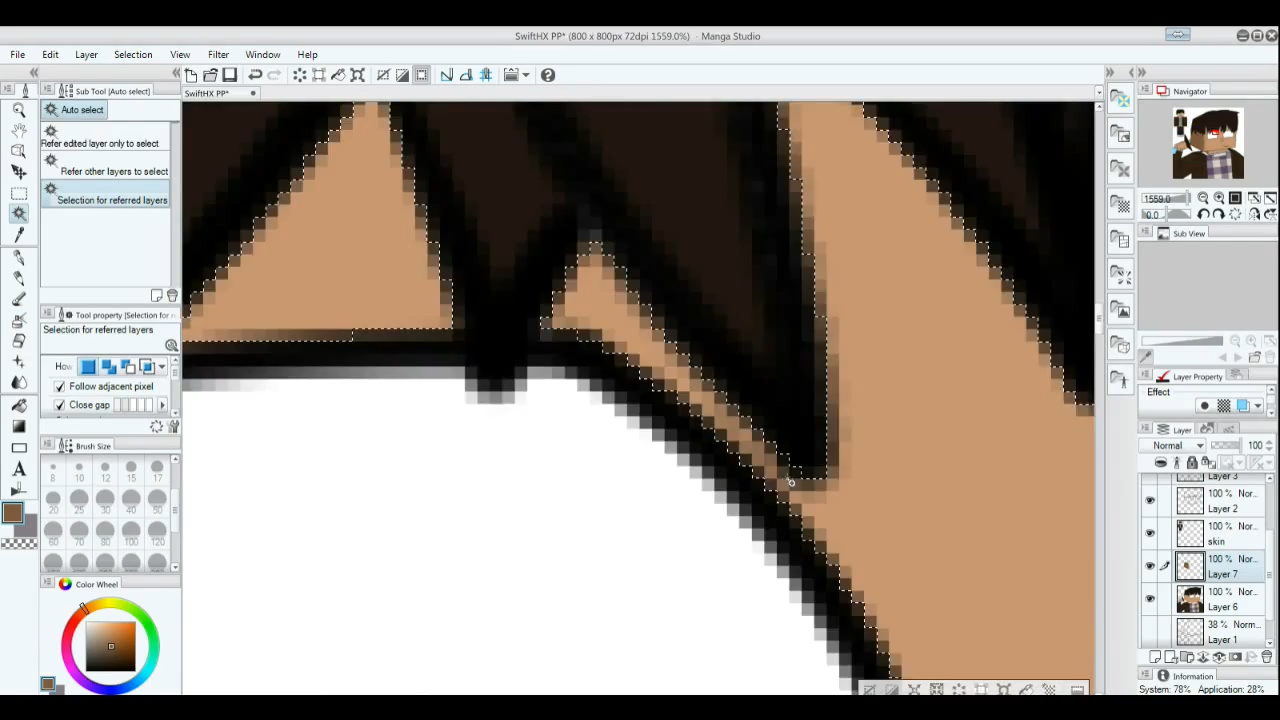 SwiftHX PP* (800 x 800px 72dpi 1559.0%) - Manga Studio
File Edit Layer Selection View Filter Window Help
Sub Tool [Auto select]
SwiftHX PP*
Navigator
Auto select
Refer edited layer only to select
Refer other layers to select
Selection for referred layers
1559.0
0.0
Sub View
Tool property [Selection for r
Selection for referred layers
How
Follow adjacent pixel
Close gap
Layer Property
Effect
Layer
Brush Size
Normal 100
8 10 12 15 17
20 25 30 40 50
60 70 80 100 120
Layer 3
100 % Nor...
Layer 2
100 % Nor...
skin
100 % Nor...
Layer 7
100 % Nor...
Layer 6
38 % Norm...
Layer 1
Color Wheel
Information
System: 78% Application: 28%